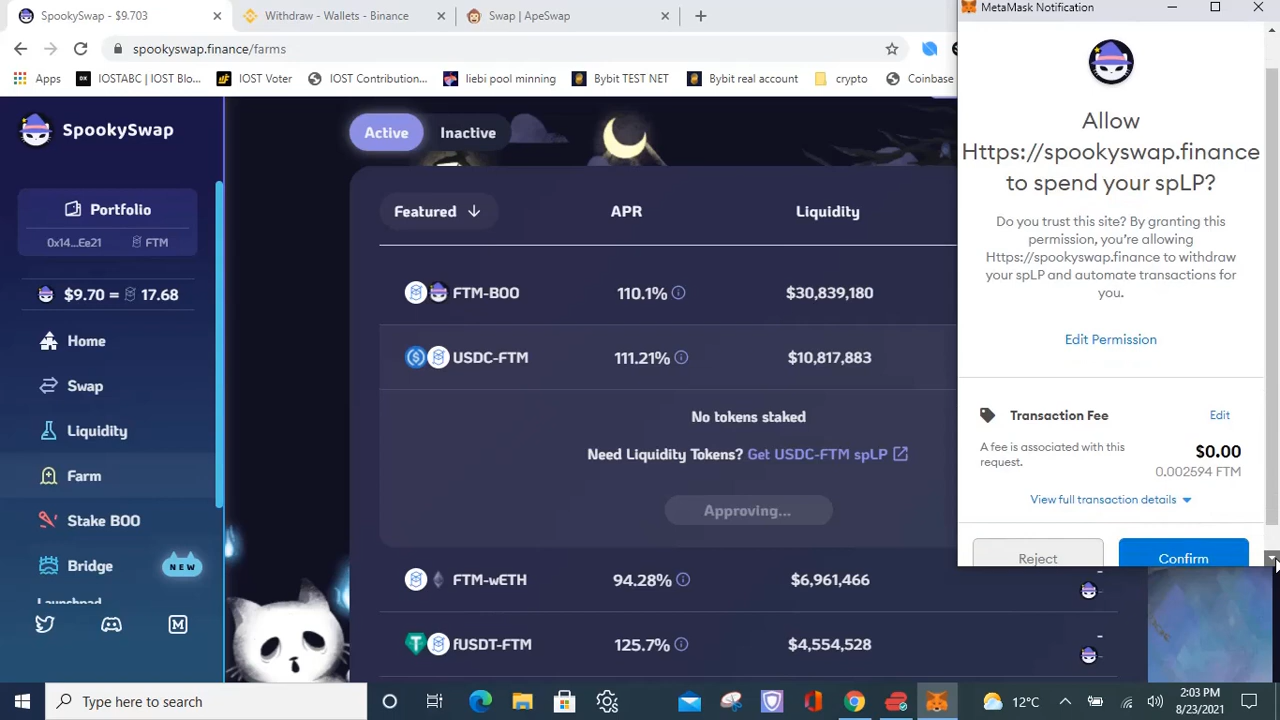 SpookySwap - $9.703
Withdraw - Wallets - Binance
Swap | ApeSwap
MetaMask Notification
spookyswap.finance/farms
Apps
IOSTABC | IOST Blo...
IOST Voter
IOST Contribution...
liebi pool minning
Bybit TEST NET
Bybit real account
crypto
Coinbase
SpookySwap
Portfolio
0x14...Ee21 FTM
$9.70 = 17.68
Home
Swap
Liquidity
Farm
Stake BOO
Bridge NEW
Active Inactive
Featured ↓ APR Liquidity
FTM-BOO 110.1% $30,839,180
USDC-FTM 111.21% $10,817,883
No tokens staked
Need Liquidity Tokens? Get USDC-FTM spLP
Approving...
FTM-wETH 94.28% $6,961,466 -
-
fUSDT-FTM 125.7% $4,554,528 -
-
Allow
Https://spookyswap.finance
to spend your spLP?
Do you trust this site? By granting this
permission, you're allowing
Https://spookyswap.finance to withdraw
your spLP and automate transactions for
you.
Edit Permission
Transaction Fee Edit
A fee is associated with this
request.
$0.00
0.002594 FTM
View full transaction details
Reject Confirm
Type here to search
12°C
2:03 PM
8/23/2021